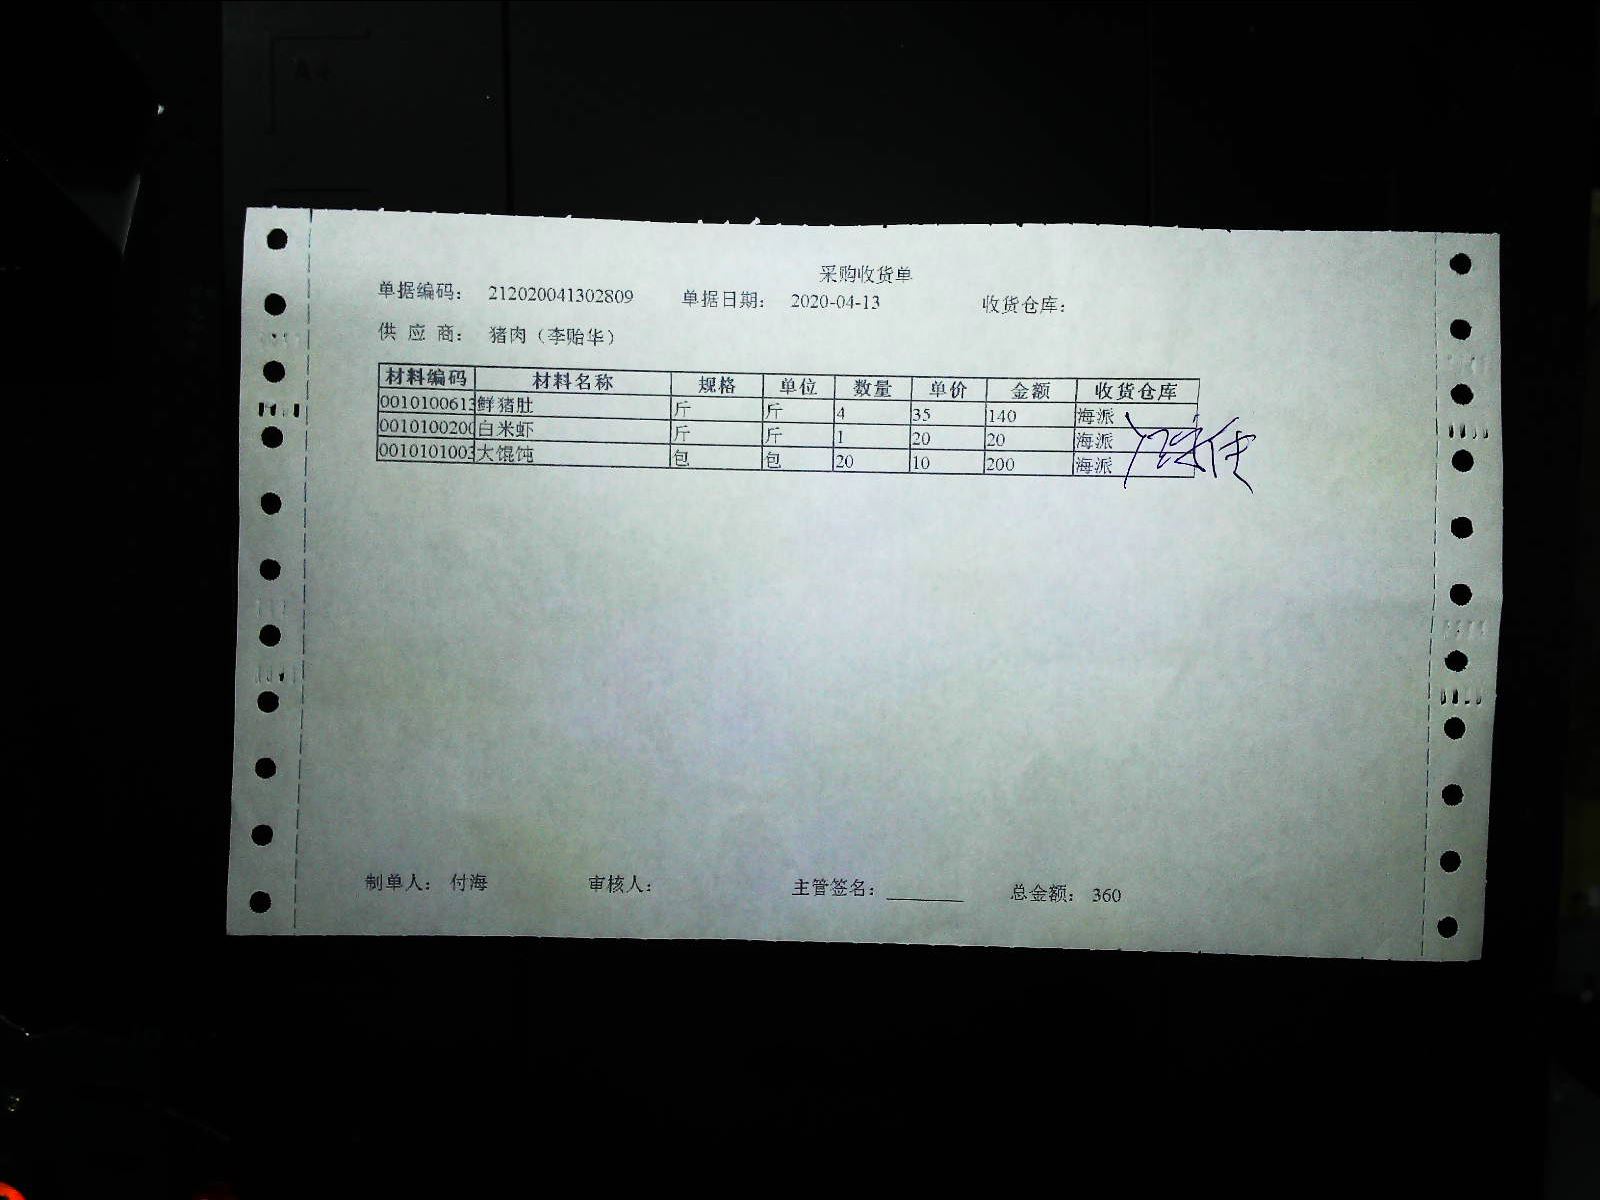 采购收货单
单据编码: 212020041302809 单据日期: 2020-04-13 收货仓库:
供 应 商: 猪肉（李贻华）
材料编码 材料名称 规格 单位 数量 单价 金额 收货仓库
0010100613 鲜猪肚 斤 斤 4 35 140 海派
001010020 白米虾 斤 斤 1 20 20 海派
0010101003 大馄饨 包 包 20 10 200 海派
制单人: 付海 审核人: 主管签名: 总金额: 360